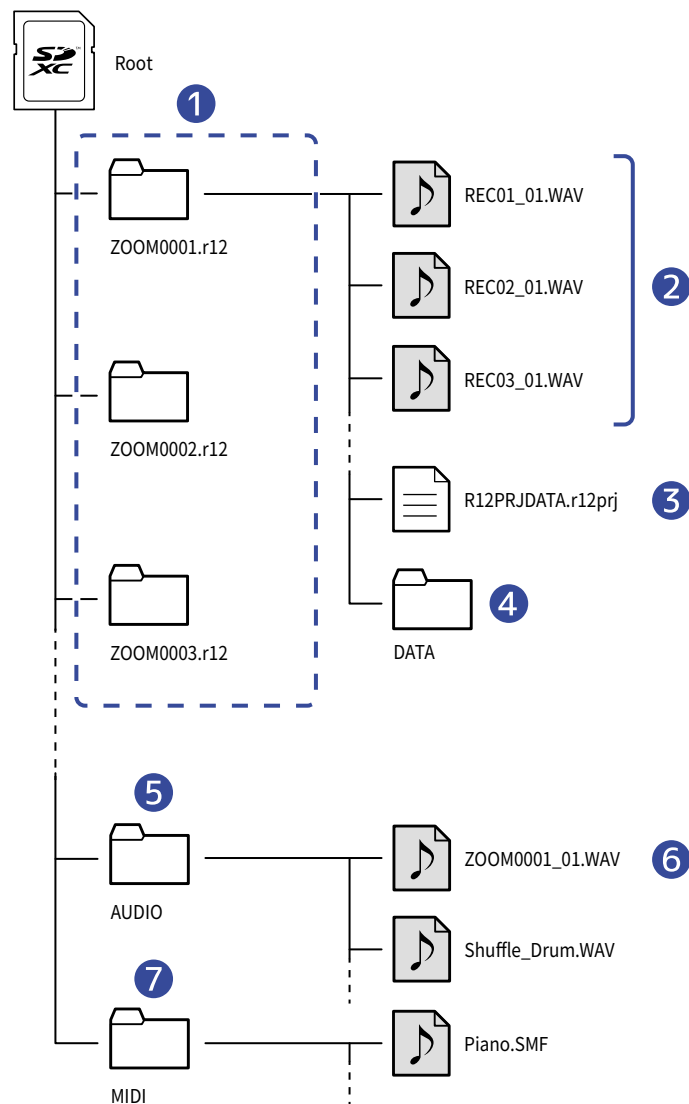 SD
XC
™
Root
1
ZOOM0001.r12
REC01_01.WAV
REC02_01.WAV
2
REC03_01.WAV
ZOOM0002.r12
R12PRJDATA.r12prj
3
ZOOM0003.r12
4
DATA
5
AUDIO
ZOOM0001_01.WAV
6
Shuffle_Drum.WAV
7
MIDI
Piano.SMF